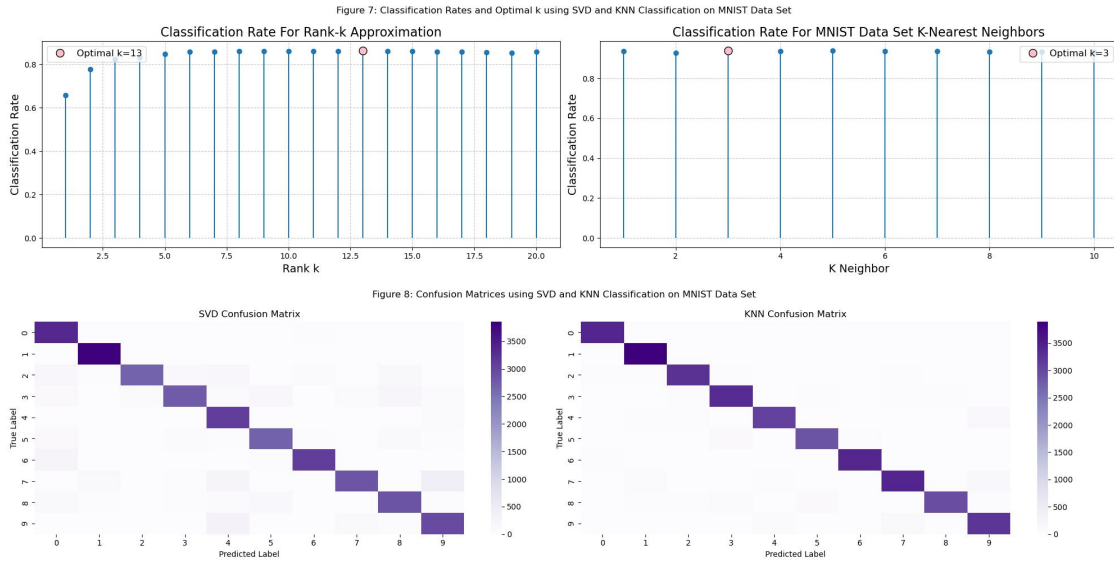 Figure 7: Classification Rates and Optimal k using SVD and KNN Classification on MNIST Data Set
Classification Rate For Rank-k Approximation
Optimal k=13
Classification Rate
0.8
0.6
0.4
0.2
0.0
2.5 5.0 7.5 10.0 12.5 15.0 17.5 20.0
Rank k
Classification Rate For MNIST Data Set K-Nearest Neighbors
Optimal k=3
Classification Rate
0.8
0.6
0.4
0.2
0.0
2 4 6 8 10
K Neighbor
Figure 8: Confusion Matrices using SVD and KNN Classification on MNIST Data Set
SVD Confusion Matrix
True Label
0
1
2
3
4
5
6
7
8
9
0 1 2 3 4 5 6 7 8 9
Predicted Label
3500
3000
2500
2000
1500
1000
500
0
KNN Confusion Matrix
True Label
0
1
2
3
4
5
6
7
8
9
0 1 2 3 4 5 6 7 8 9
Predicted Label
3500
3000
2500
2000
1500
1000
500
0